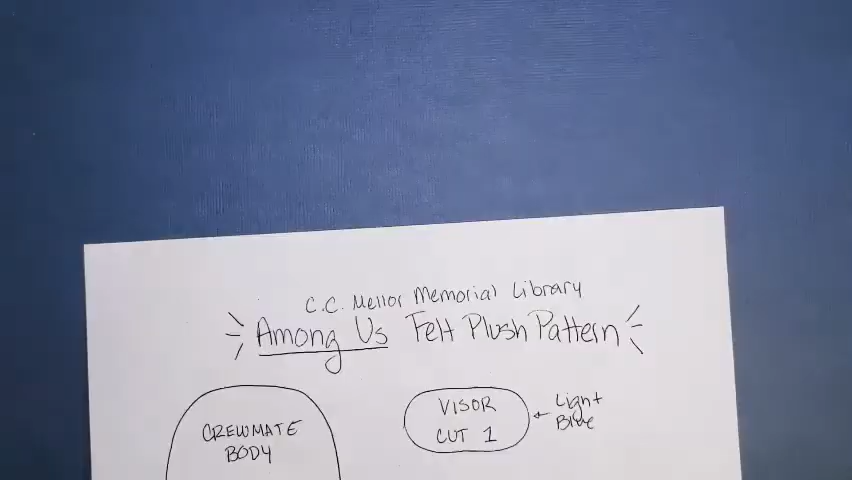 C.C. Mellor Memorial Library
Among Us Felt Plush Pattern
CREWMATE
BODY
VISOR
CUT 1
Light
Blue